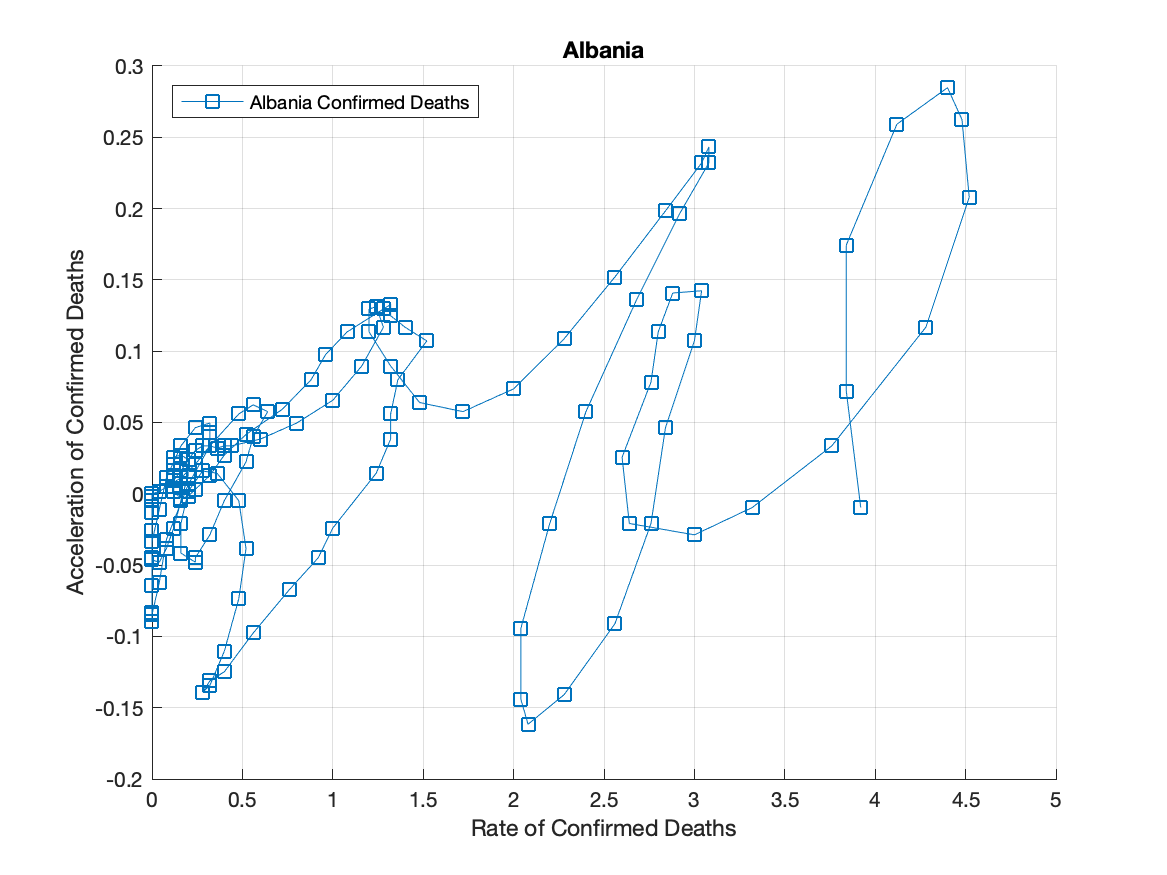 Albania
Albania Confirmed Deaths
Acceleration of Confirmed Deaths
0.3
0.25
0.2
0.15
0.1
0.05
0
-0.05
-0.1
-0.15
-0.2
0 0.5 1 1.5 2 2.5 3 3.5 4 4.5 5
Rate of Confirmed Deaths